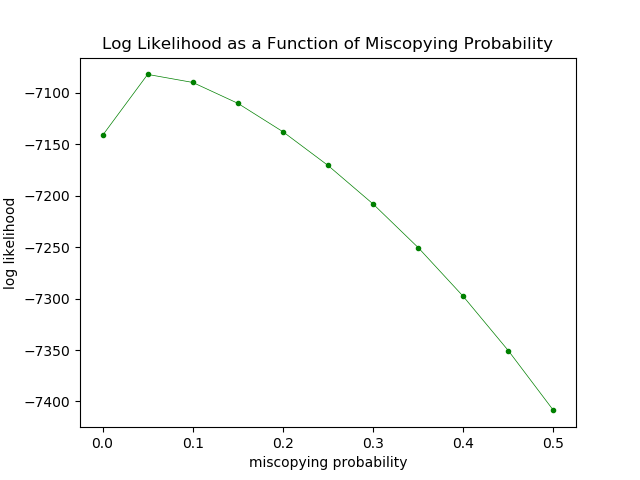 Log Likelihood as a Function of Miscopying Probability
log likelihood
−7100
−7150
−7200
−7250
−7300
−7350
−7400
0.0 0.1 0.2 0.3 0.4 0.5
miscopying probability